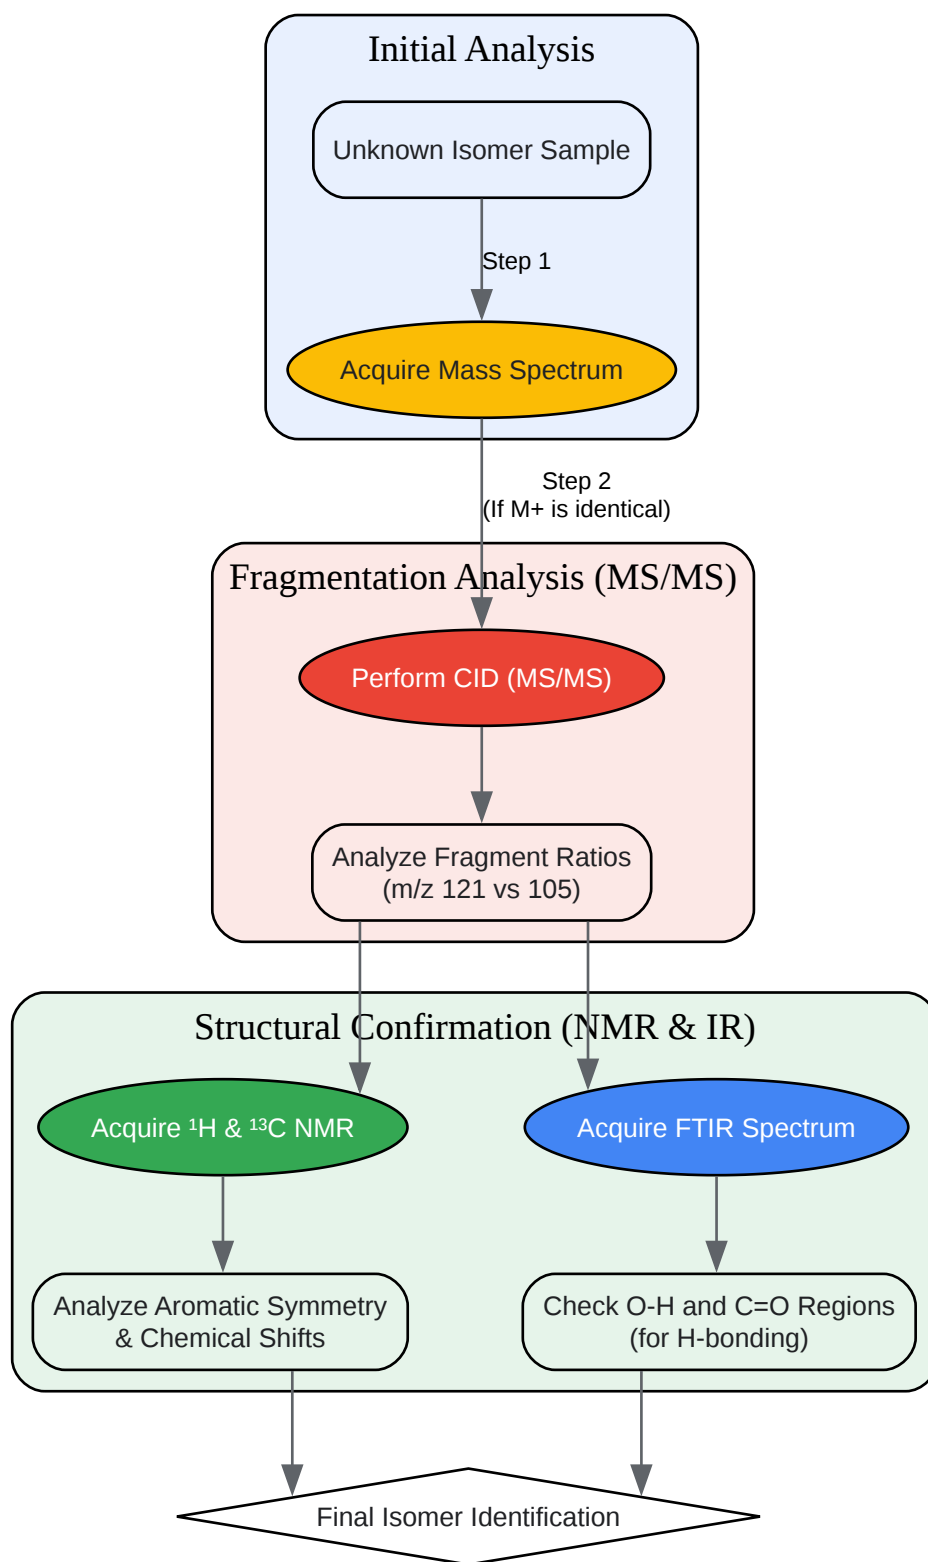 Initial Analysis
Unknown Isomer Sample
Step 1
Acquire Mass Spectrum
Step 2
(If M+ is identical)
Fragmentation Analysis (MS/MS)
Perform CID (MS/MS)
Analyze Fragment Ratios
(m/z 121 vs 105)
Structural Confirmation (NMR & IR)
Acquire ¹H & ¹³C NMR
Acquire FTIR Spectrum
Analyze Aromatic Symmetry
& Chemical Shifts
Check O-H and C=O Regions
(for H-bonding)
Final Isomer Identification